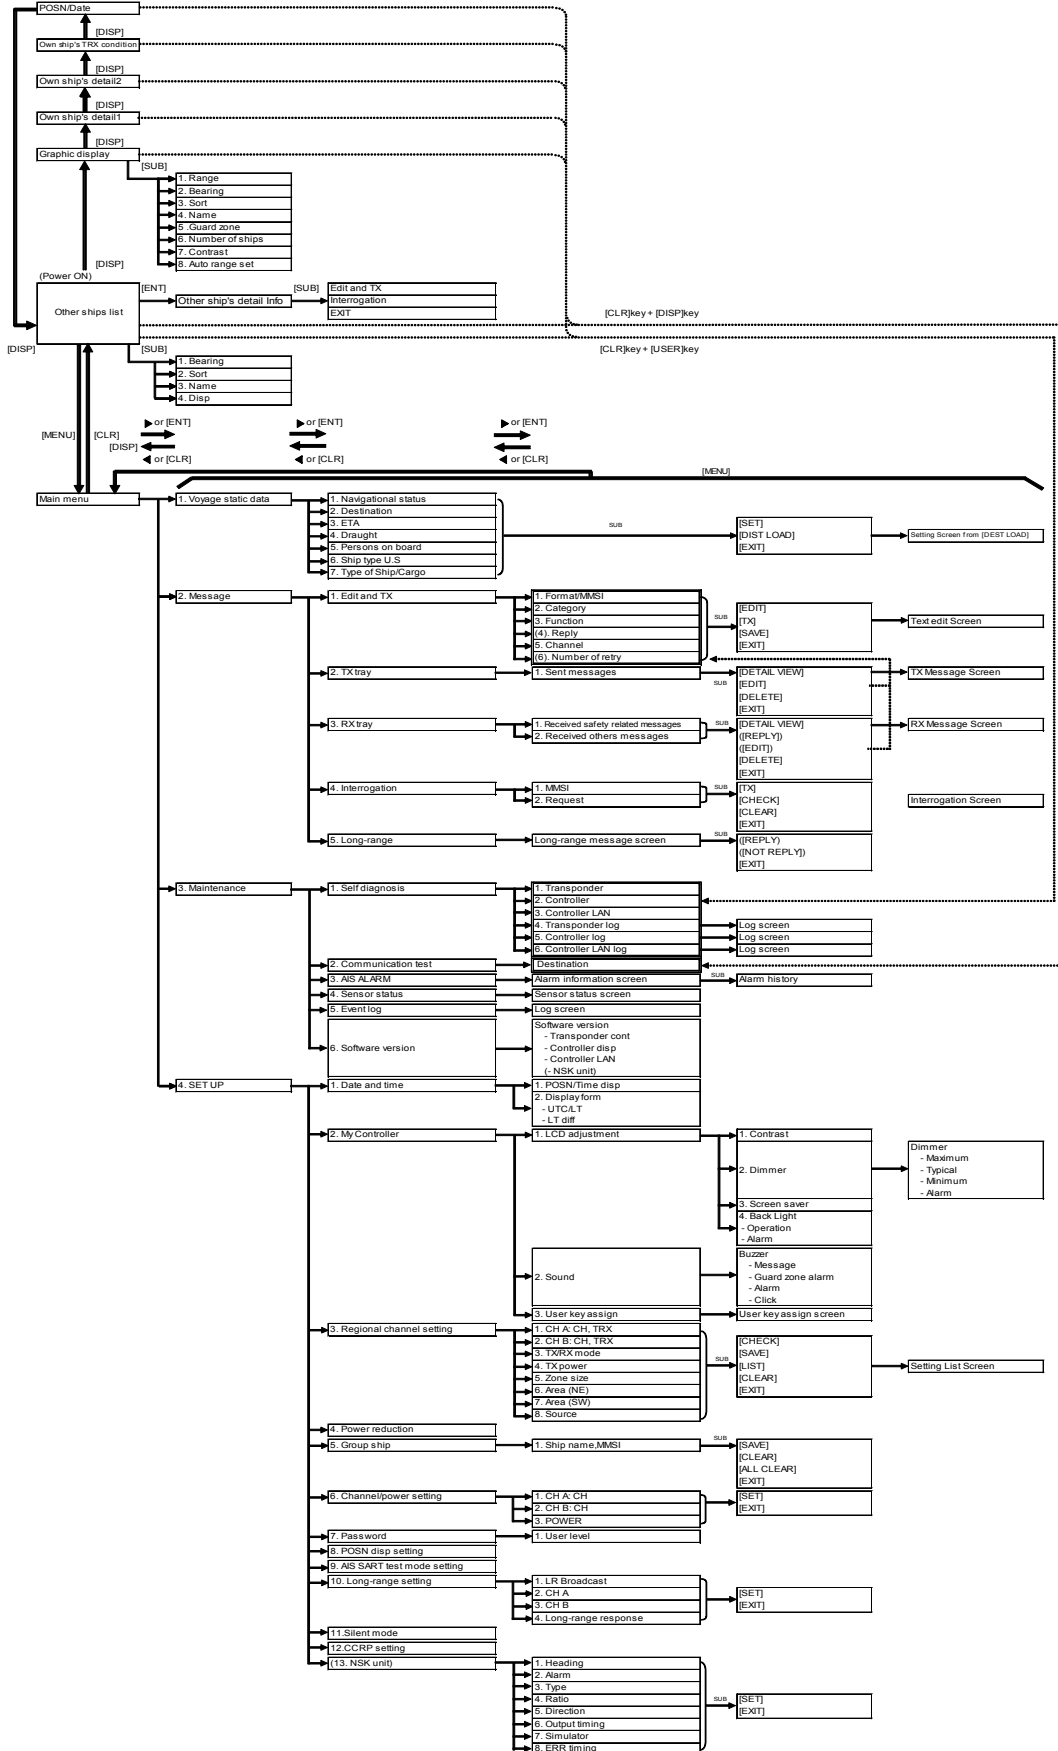 POSN/Date
[DISP]
Own ship's TRX condition
[DISP]
Own ship's detail2
[DISP]
Own ship's detail1
[DISP]
Graphic display
[SUB]
1. Range
2. Bearing
3. Sort
4. Name
5 .Guard zone
6. Number of ships
7. Contrast
8. Auto range set
[DISP]
(Power ON)
Other ships list
[ENT]
Other ship's detail Info
[SUB]
Edit and TX
Interrogation
EXIT
[CLR]key + [DISP]key
[CLR]key + [USER]key
[DISP]
[SUB]
1. Bearing
2. Sort
3. Name
4. Disp
[MENU]
[CLR]
[DISP]
▶ or [ENT]
◀ or [CLR]
▶ or [ENT]
◀ or [CLR]
▶ or [ENT]
◀ or [CLR]
[MENU]
Main menu
1. Voyage static data
1. Navigational status
2. Destination
3. ETA
4. Draught
5. Persons on board
6. Ship type U.S
7. Type of Ship/Cargo
SUB
[SET]
[DIST LOAD]
[EXIT]
Setting Screen from [DEST LOAD]
2. Message
1. Edit and TX
1. Format/MMSI
2. Category
3. Function
(4). Reply
5. Channel
(6). Number of retry
SUB
[EDIT]
[TX]
[SAVE]
[EXIT]
Text edit Screen
2. TX tray
1. Sent messages
SUB
[DETAIL VIEW]
[EDIT]
[DELETE]
[EXIT]
TX Message Screen
3. RX tray
1. Received safety related messages
2. Received others messages
SUB
[DETAIL VIEW]
([REPLY])
([EDIT])
[DELETE]
[EXIT]
RX Message Screen
4. Interrogation
1. MMSI
2. Request
SUB
[TX]
[CHECK]
[CLEAR]
[EXIT]
Interrogation Screen
5. Long-range
Long-range message screen
SUB
([REPLY)
([NOT REPLY])
[EXIT]
3. Maintenance
1. Self diagnosis
1. Transponder
2. Controller
3. Controller LAN
4. Transponder log
5. Controller log
6. Controller LAN log
Log screen
Log screen
Log screen
2. Communication test
Destination
3. AIS ALARM
Alarm information screen
SUB
Alarm history
4. Sensor status
Sensor status screen
5. Event log
Log screen
6. Software version
Software version
- Transponder cont
- Controller disp
- Controller LAN
(- NSK unit)
4. SET UP
1. Date and time
1. POSN/Time disp
2. Display form
- UTC/LT
- LT diff
2. My Controller
1. LCD adjustment
1. Contrast
2. Dimmer
Dimmer
- Maximum
- Typical
- Minimum
- Alarm
3. Screen saver
4. Back Light
- Operation
- Alarm
2. Sound
Buzzer
- Message
- Guard zone alarm
- Alarm
- Click
3. User key assign
User key assign screen
3. Regional channel setting
1. CH A: CH, TRX
2. CH B: CH, TRX
3. TX/RX mode
4. TX power
5. Zone size
6. Area (NE)
7. Area (SW)
8. Source
SUB
[CHECK]
[SAVE]
[LIST]
[CLEAR]
[EXIT]
Setting List Screen
4. Power reduction
5. Group ship
1. Ship name,MMSI
SUB
[SAVE]
[CLEAR]
[ALL CLEAR]
[EXIT]
6. Channel/power setting
1. CH A: CH
2. CH B: CH
3. POWER
[SET]
[EXIT]
7. Password
1. User level
8. POSN disp setting
9. AIS SART test mode setting
10. Long-range setting
1. LR Broadcast
2. CH A
3. CH B
4. Long-range response
[SET]
[EXIT]
11.Silent mode
12.CCRP setting
(13. NSK unit)
1. Heading
2. Alarm
3. Type
4. Ratio
5. Direction
6. Output timing
7. Simulator
8. ERR timing
SUB
[SET]
[EXIT]